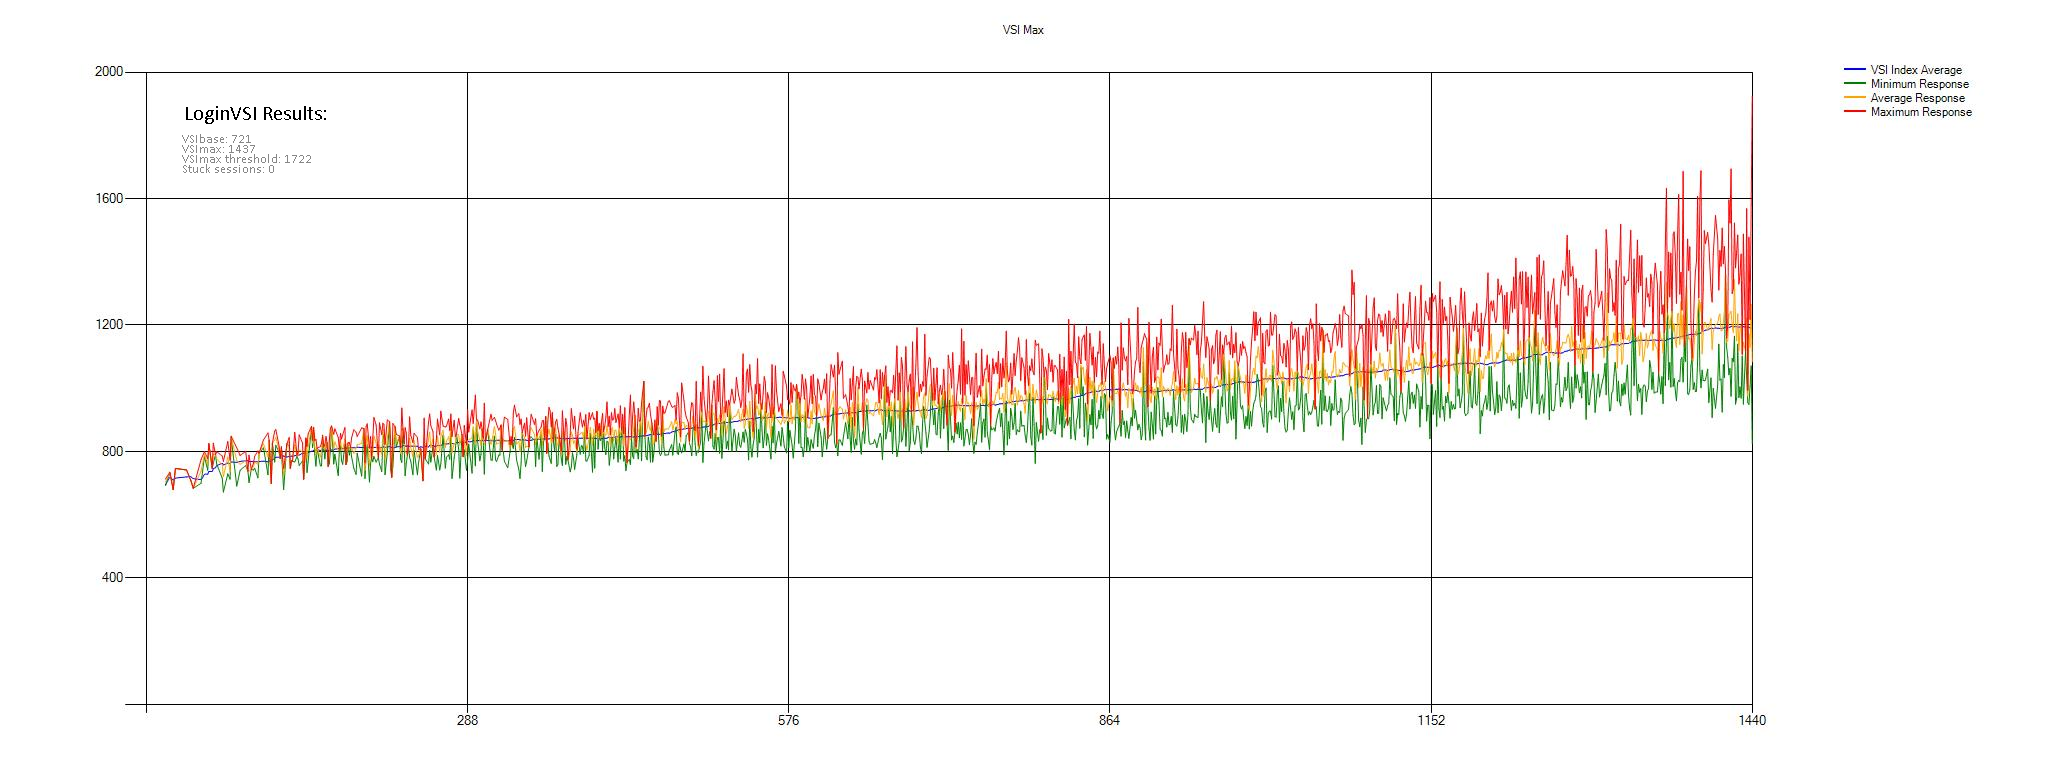 VSI Max
2000
1600
1200
800
400
288
576
864
1152
1440
LoginVSI Results:
VSIbase: 721
VSImax: 1437
VSImax threshold: 1722
Stuck sessions: 0
VSI Index Average
Minimum Response
Average Response
Maximum Response